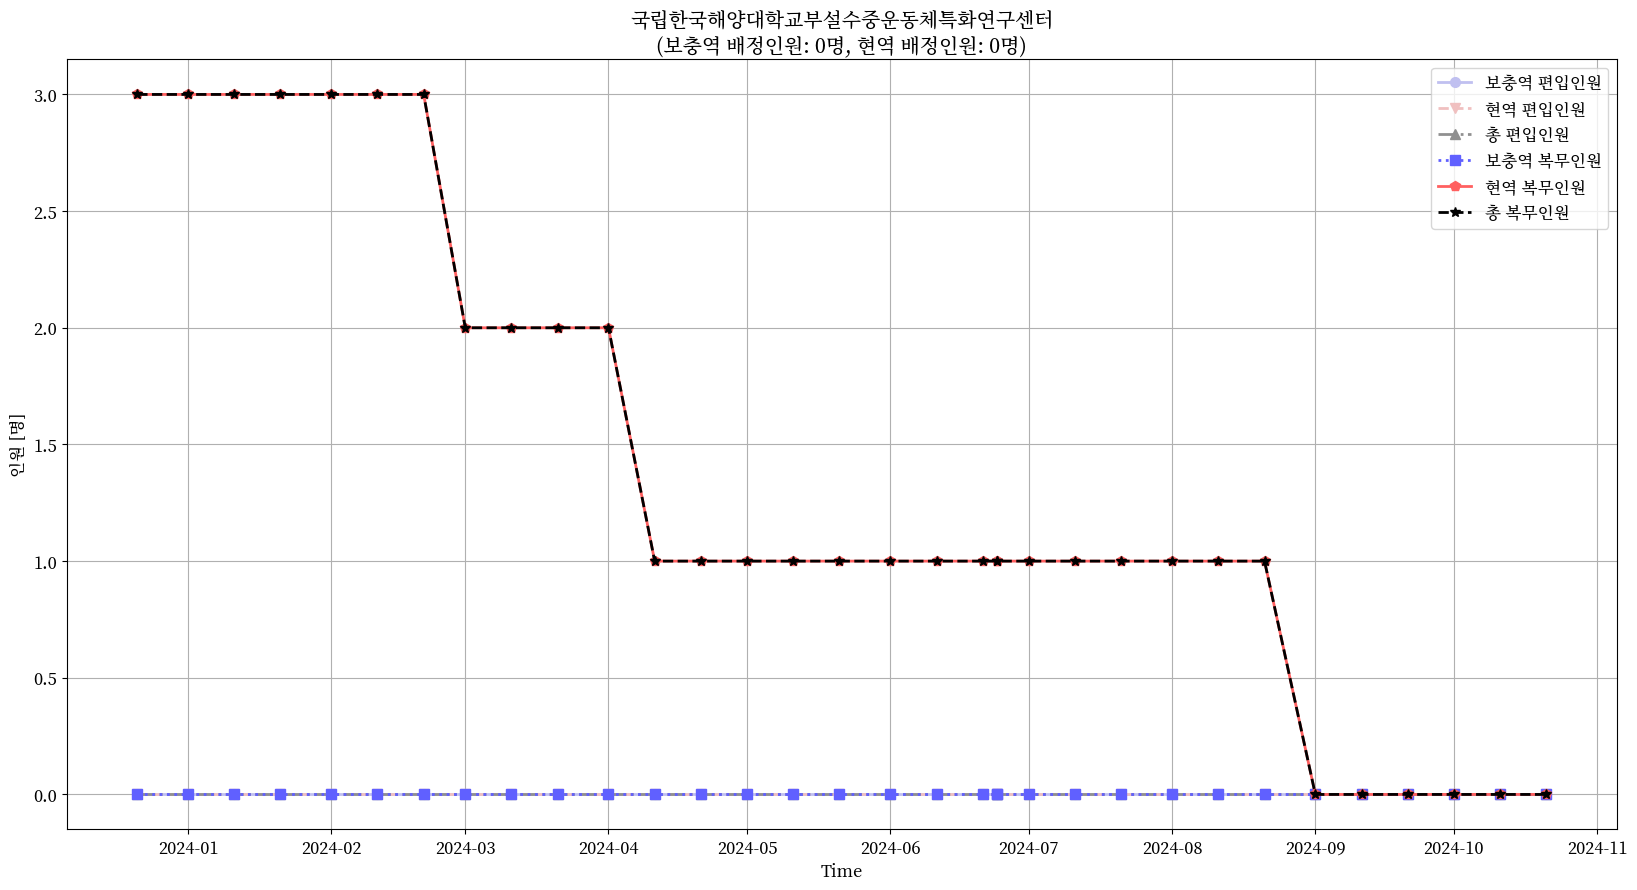 국립한국해양대학교부설수중운동체특화연구센터
(보충역 배정인원: 0명, 현역 배정인원: 0명)
보충역 편입인원
현역 편입인원
총 편입인원
보충역 복무인원
현역 복무인원
총 복무인원
인원 [명]
3.0
2.5
2.0
1.5
1.0
0.5
0.0
2024-01
2024-02
2024-03
2024-04
2024-05
2024-06
2024-07
2024-08
2024-09
2024-10
2024-11
Time